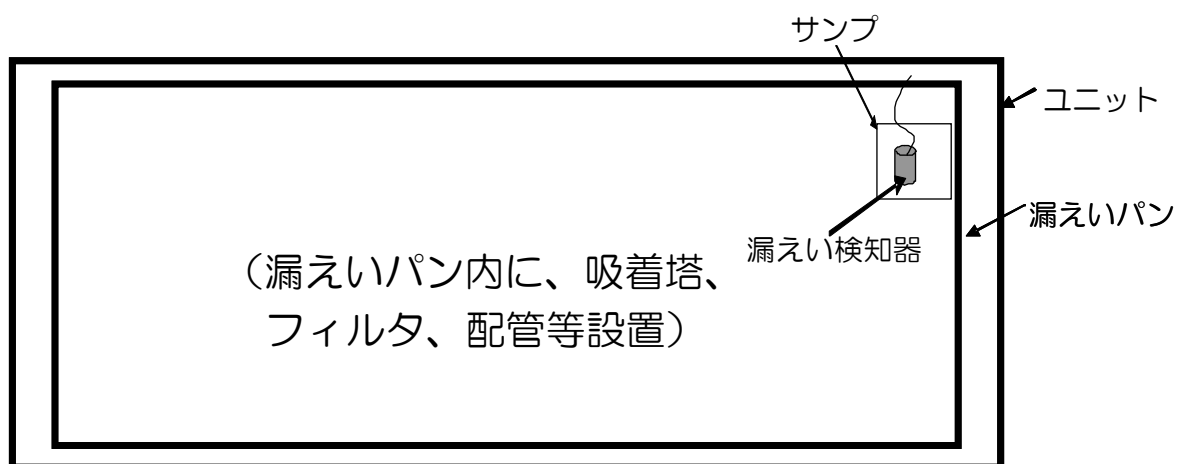 サンプ
ユニット
漏えいパン
漏えい検知器
（漏えいパン内に、吸着塔、
フィルタ、配管等設置）